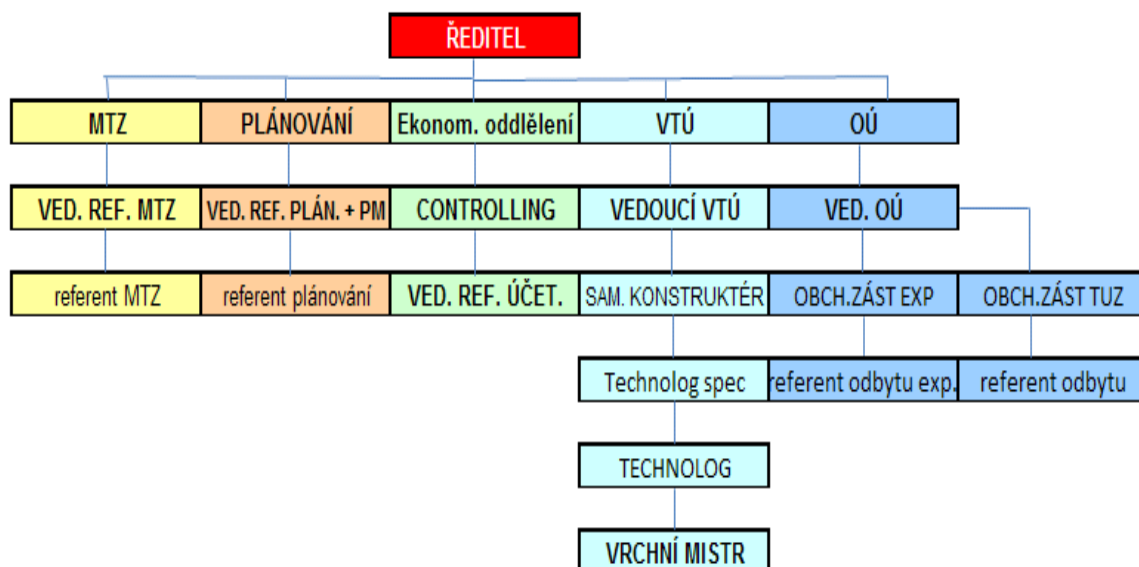 ŘEDITEL
MTZ PLÁNOVÁNÍ Ekonom. oddlělení VTÚ OÚ
VED. REF. MTZ VED. REF. PLÁN. + PM CONTROLLING VEDOUCÍ VTÚ VED. OÚ
referent MTZ referent plánování VED. REF. ÚČET. SAM. KONSTRUKTÉR OBCH.ZÁST EXP OBCH.ZÁST TUZ
Technolog spec referent odbytu exp. referent odbytu
TECHNOLOG
VRCHNÍ MISTR